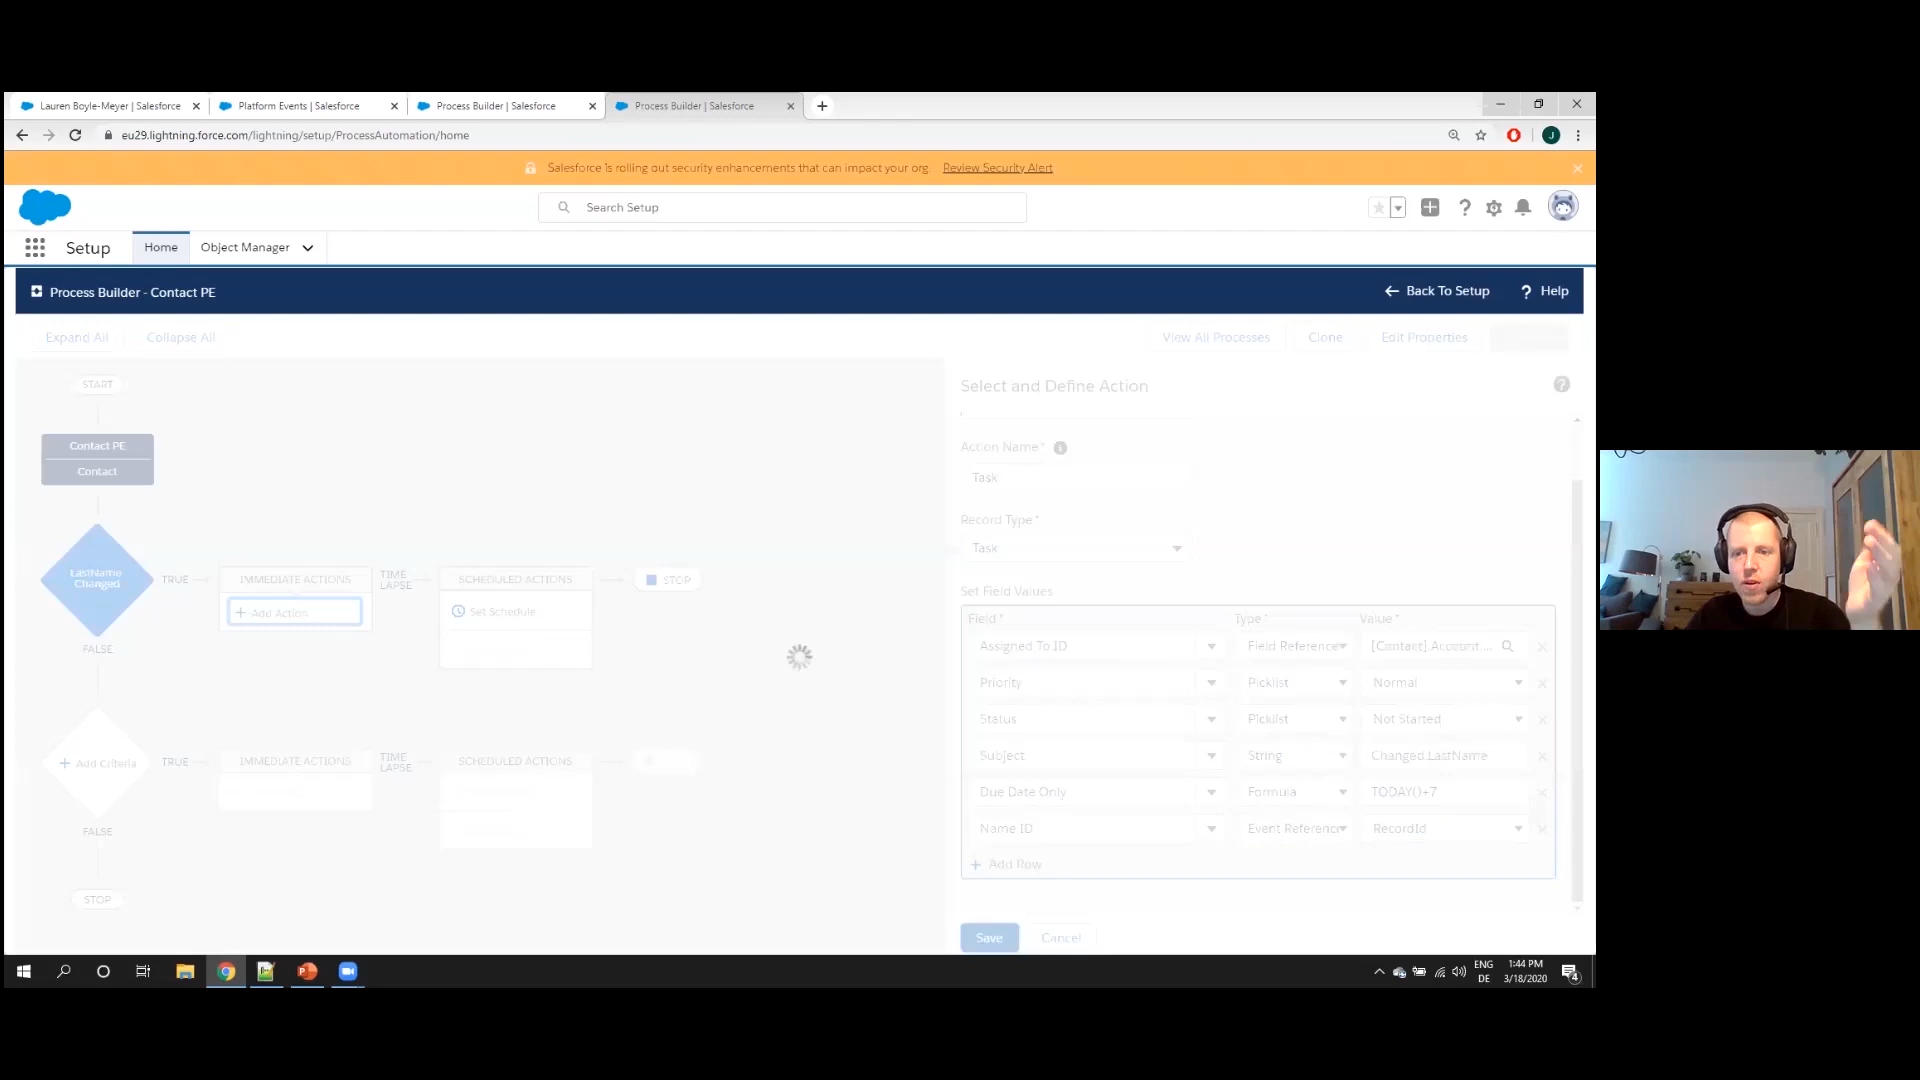 Lauren Boyle-Meyer | Salesforce
Platform Events | Salesforce
Process Builder | Salesforce
Process Builder | Salesforce
eu29.lightning.force.com/lightning/setup/ProcessAutomation/home
J
Salesforce is rolling out security enhancements that can impact your org. Review Security Alert
Search Setup
Setup
Home
Object Manager
Process Builder - Contact PE
Back To Setup
? Help
Expand All
Collapse All
View All Processes
Clone
Edit Properties
START
Contact PE
Contact
LastName
Changed
TRUE
IMMEDIATE ACTIONS
+ Add Action
TIME
LAPSE
SCHEDULED ACTIONS
Set Schedule
STOP
FALSE
+ Add Criteria
TRUE
IMMEDIATE ACTIONS
TIME
LAPSE
SCHEDULED ACTIONS
FALSE
STOP
Select and Define Action
Action Name*
Task
Record Type*
Task
Set Field Values
Field* Type* Value*
Assigned To ID Field Reference [Contact].Account....
Priority Picklist Normal
Status Picklist Not Started
Subject String Changed.LastName
Due Date Only Formula TODAY()+7
Name ID Event Referenc RecordId
+ Add Row
Save
Cancel
ENG
DE
1:44 PM
3/18/2020
4